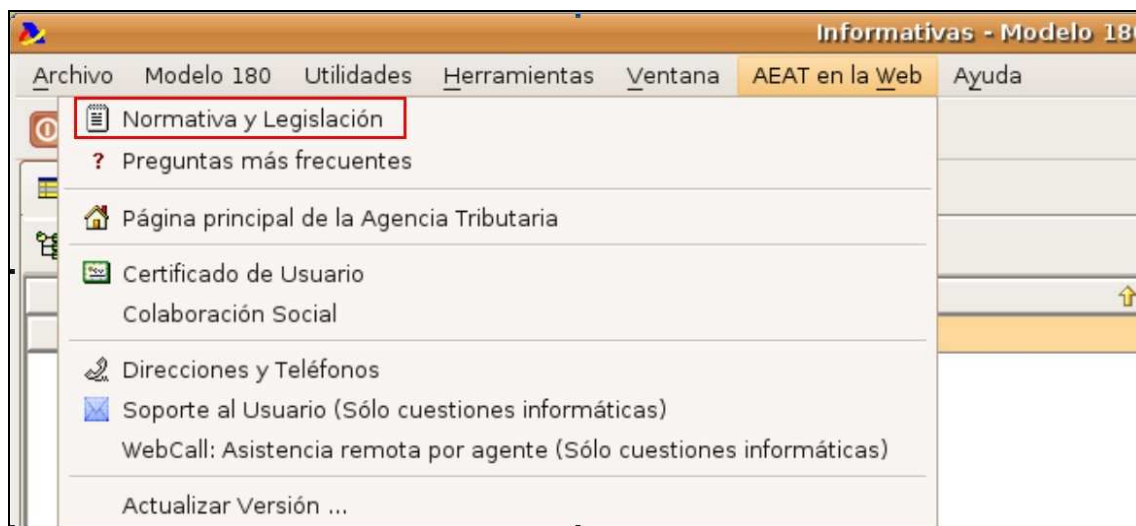 Informativas - Modelo 180
Archivo Modelo 180 Utilidades Herramientas Ventana AEAT en la Web Ayuda
Normativa y Legislación
? Preguntas más frecuentes
Página principal de la Agencia Tributaria
Certificado de Usuario
Colaboración Social
Direcciones y Teléfonos
Soporte al Usuario (Sólo cuestiones informáticas)
WebCall: Asistencia remota por agente (Sólo cuestiones informáticas)
Actualizar Versión ...